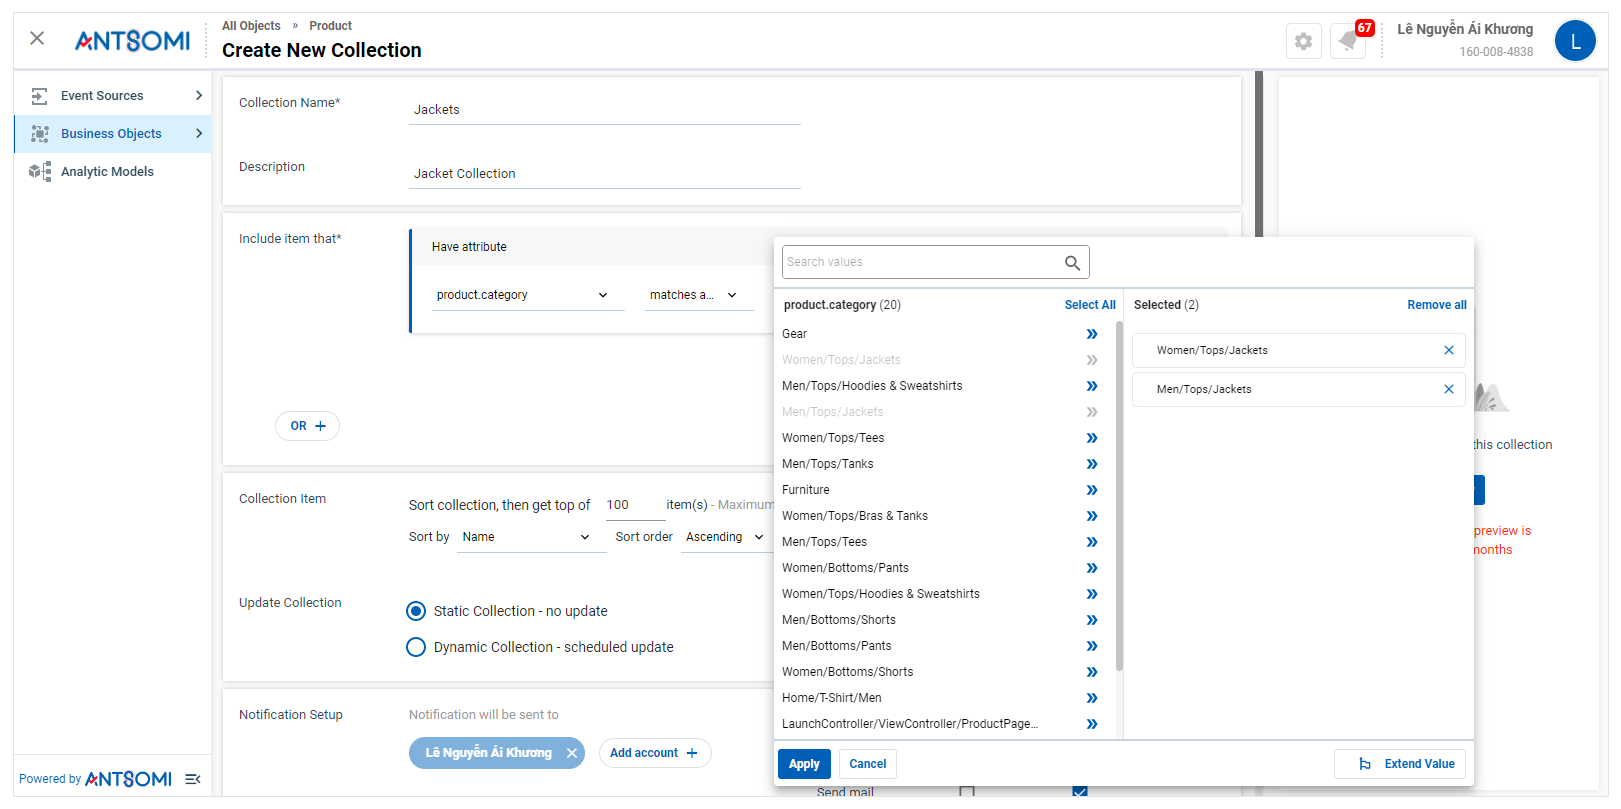 ANTSOMI
All Objects » Product
Create New Collection
67
Lê Nguyễn Ái Khương
160-008-4838
L
Event Sources
Business Objects
Analytic Models
Powered by ANTSOMI
Collection Name*
Jackets
Description
Jacket Collection
Include item that*
Have attribute
product.category
matches a...
OR +
Collection Item
Sort collection, then get top of 100 item(s) - Maximum
Sort by Name Sort order Ascending
Update Collection
Static Collection - no update
Dynamic Collection - scheduled update
Notification Setup
Notification will be sent to
Lê Nguyễn Ái Khương
Add account +
Send mail
Search values
product.category (20) Select All
Gear
Women/Tops/Jackets
Men/Tops/Hoodies & Sweatshirts
Men/Tops/Jackets
Women/Tops/Tees
Men/Tops/Tanks
Furniture
Women/Tops/Bras & Tanks
Men/Tops/Tees
Women/Bottoms/Pants
Women/Tops/Hoodies & Sweatshirts
Men/Bottoms/Shorts
Men/Bottoms/Pants
Women/Bottoms/Shorts
Home/T-Shirt/Men
LaunchController/ViewController/ProductPage...
Selected (2) Remove all
Women/Tops/Jackets
Men/Tops/Jackets
Apply
Cancel
Extend Value
this collection
preview is
months